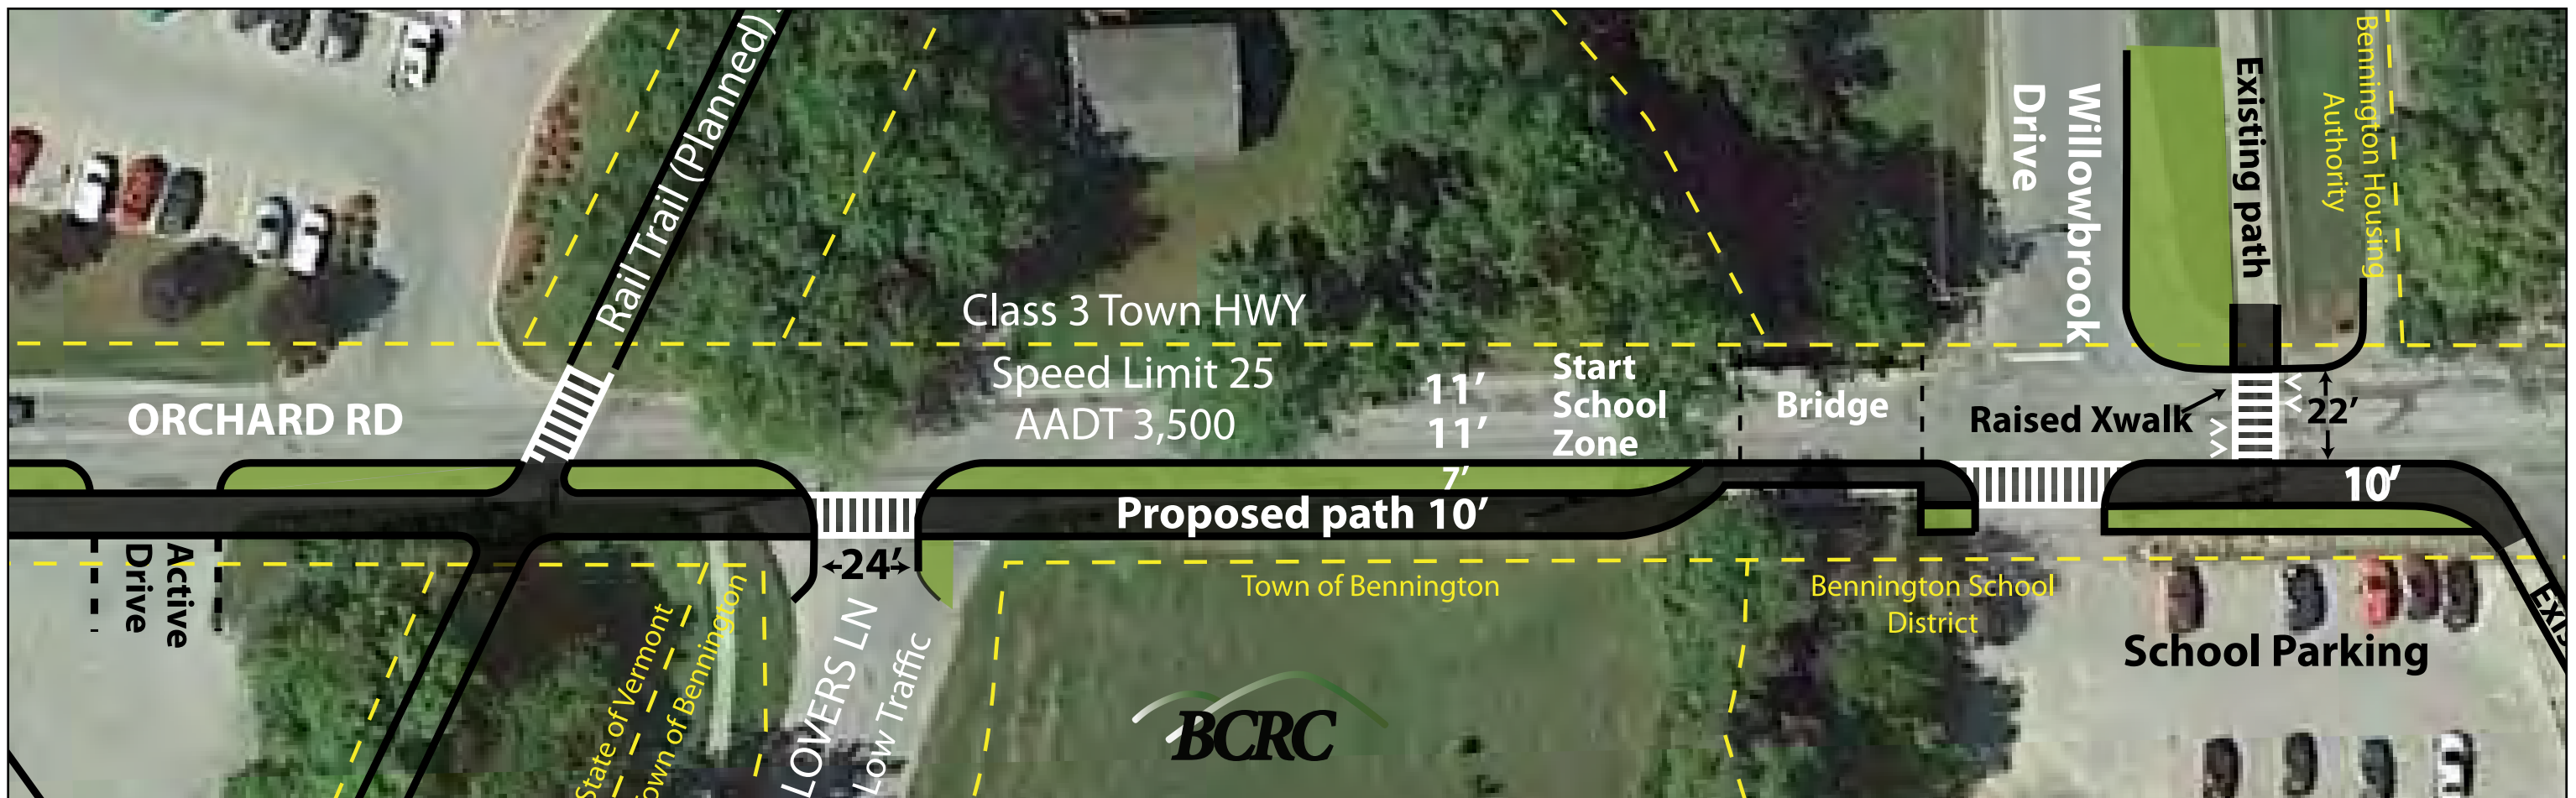 Rail Trail (Planned)
Willowbrook
Drive
Existing path
Bennington Housing
Authority
Class 3 Town HWY
Speed Limit 25
AADT 3,500
ORCHARD RD
11’
11’
7’
Start
School
Zone
Bridge
Raised Xwalk
22’
10’
Proposed path 10’
24’
Active
Drive
State of Vermont
Town of Bennington
LOVERS LN
Low Traffic
Town of Bennington
Bennington School
District
School Parking
BCRC